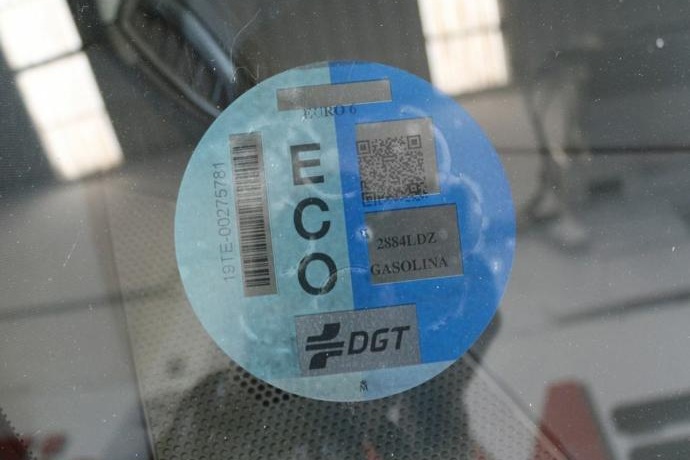 EURO 6
19TE-00275781
ECO
2884LDZ
GASOLINA
DGT
M